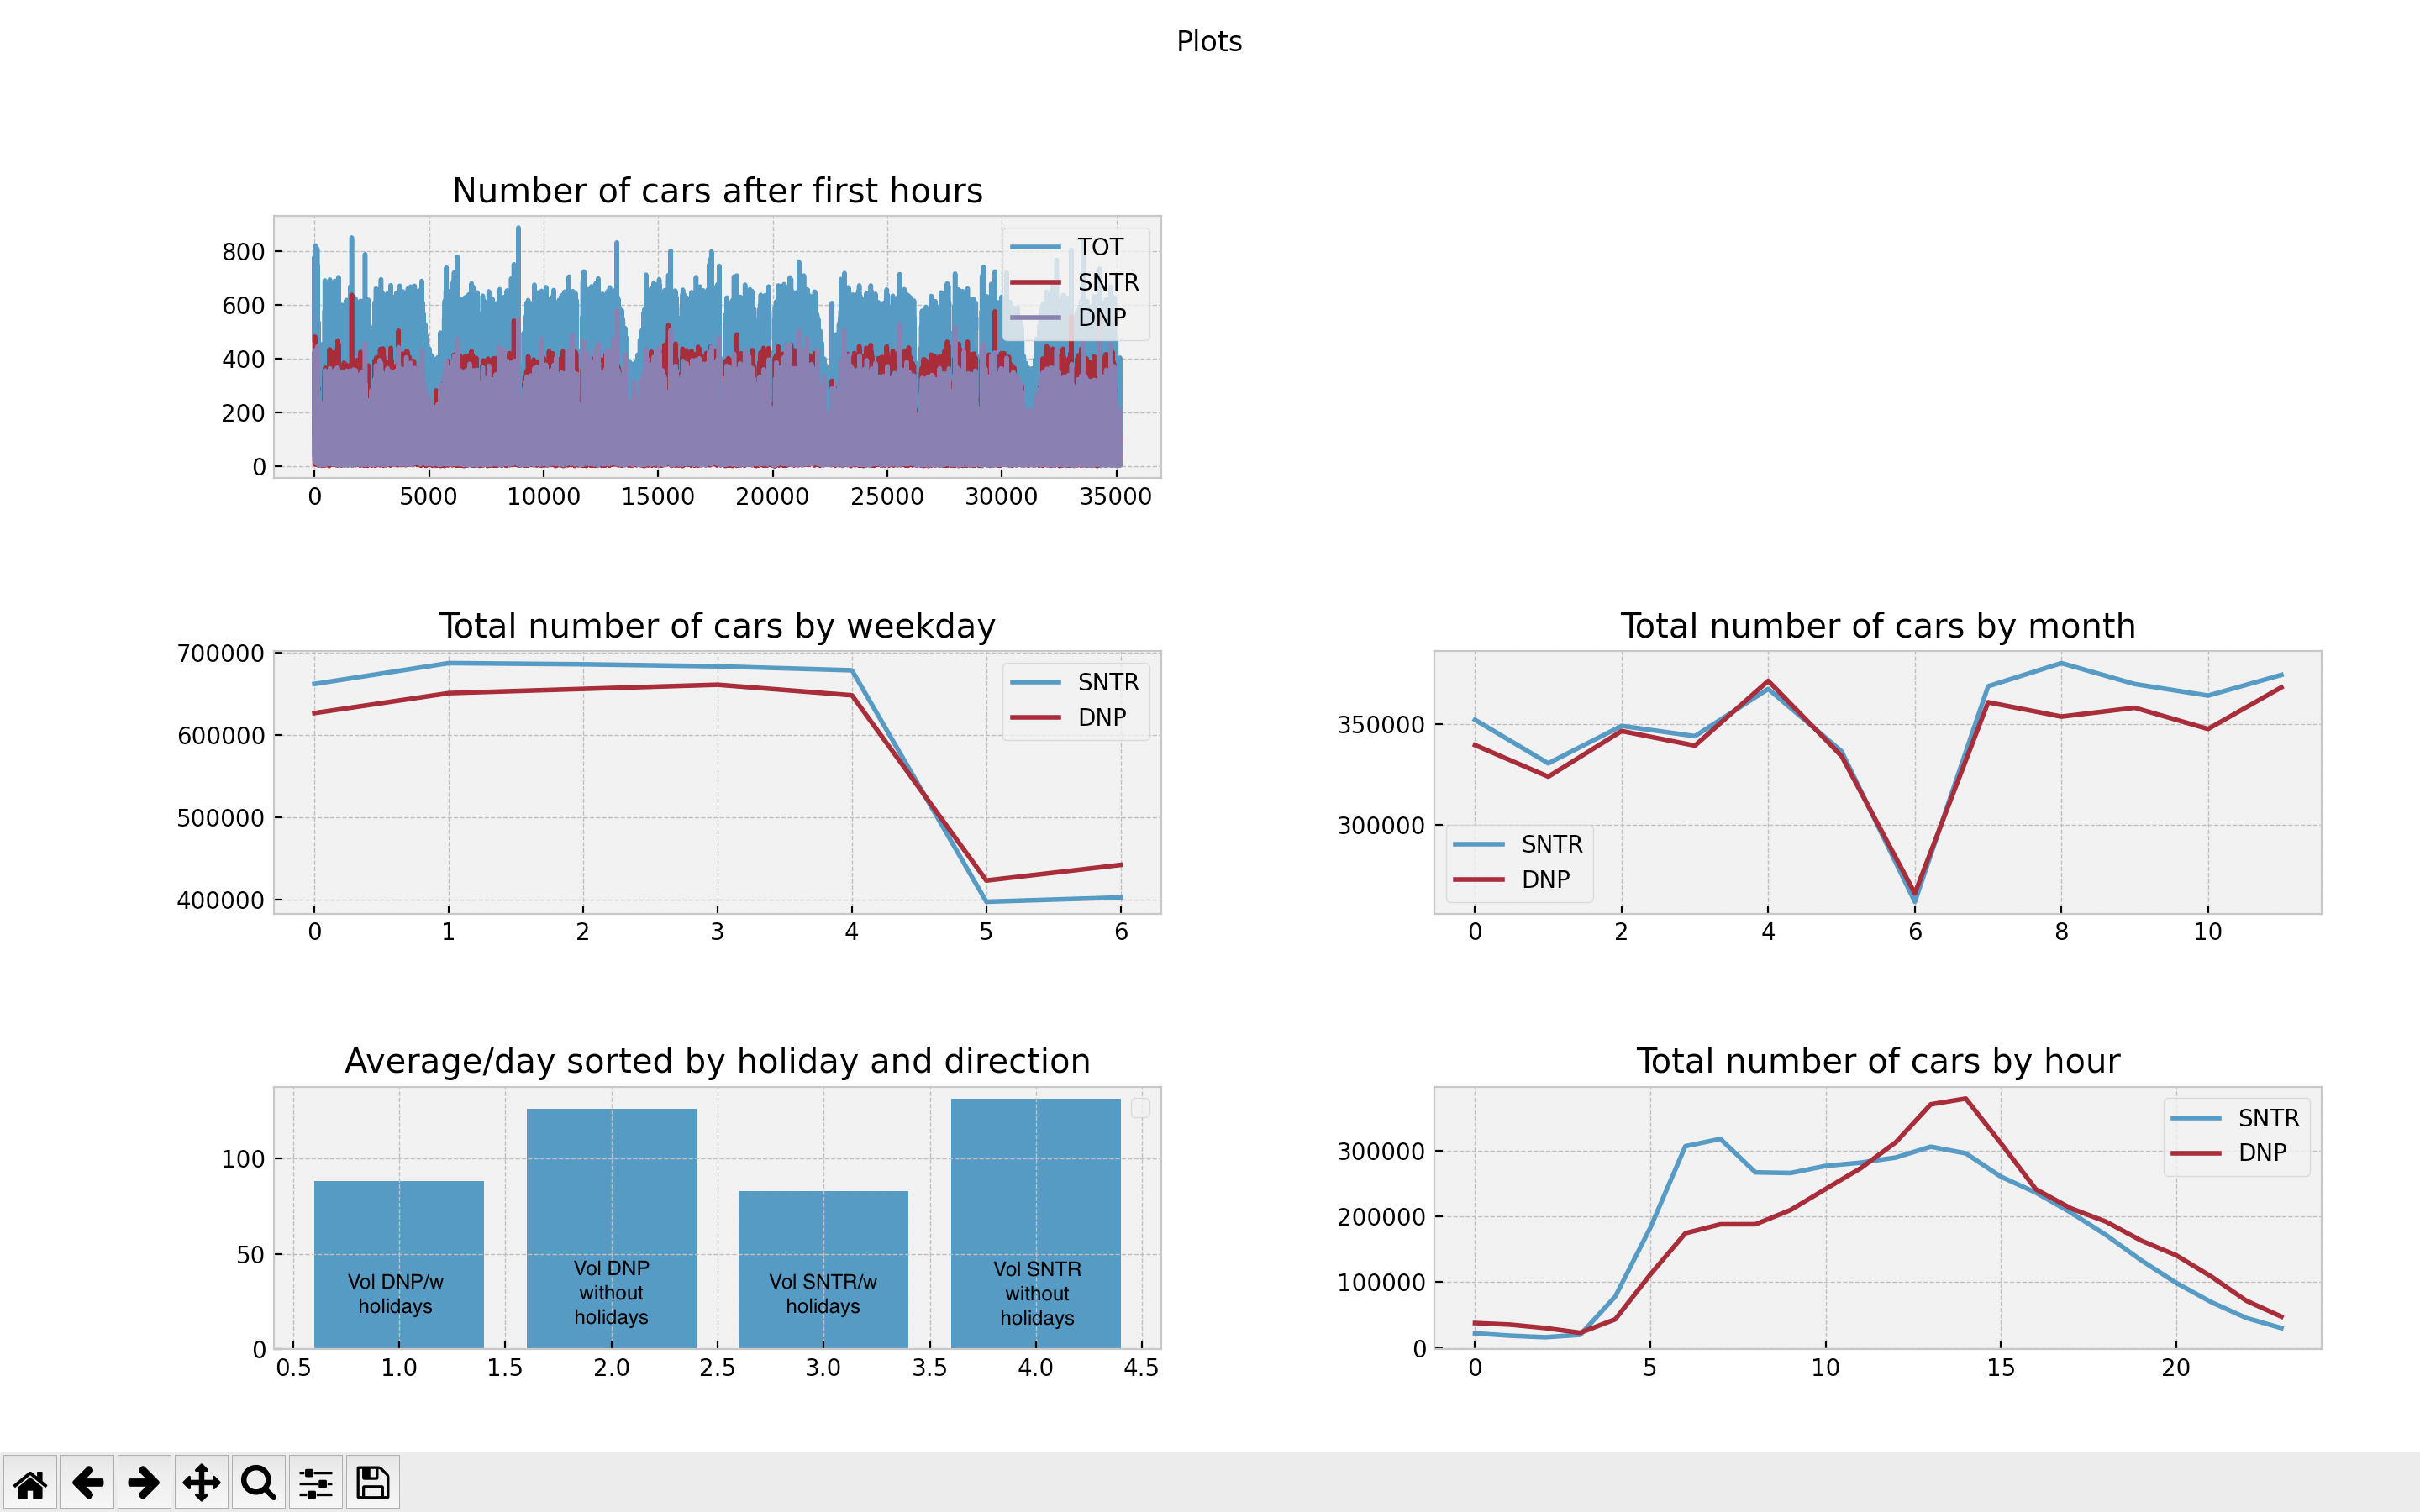 Plots
Number of cars after first hours
800
600
400
200
0
TOT
SNTR
DNP
0 5000 10000 15000 20000 25000 30000 35000
Total number of cars by weekday
700000
600000
500000
400000
SNTR
DNP
0 1 2 3 4 5 6
Total number of cars by month
350000
300000
SNTR
DNP
0 2 4 6 8 10
Average/day sorted by holiday and direction
100
50
0
Vol DNP/w
holidays
Vol DNP
without
holidays
Vol SNTR/w
holidays
Vol SNTR
without
holidays
0.5 1.0 1.5 2.0 2.5 3.0 3.5 4.0 4.5
Total number of cars by hour
300000
200000
100000
0
SNTR
DNP
0 5 10 15 20